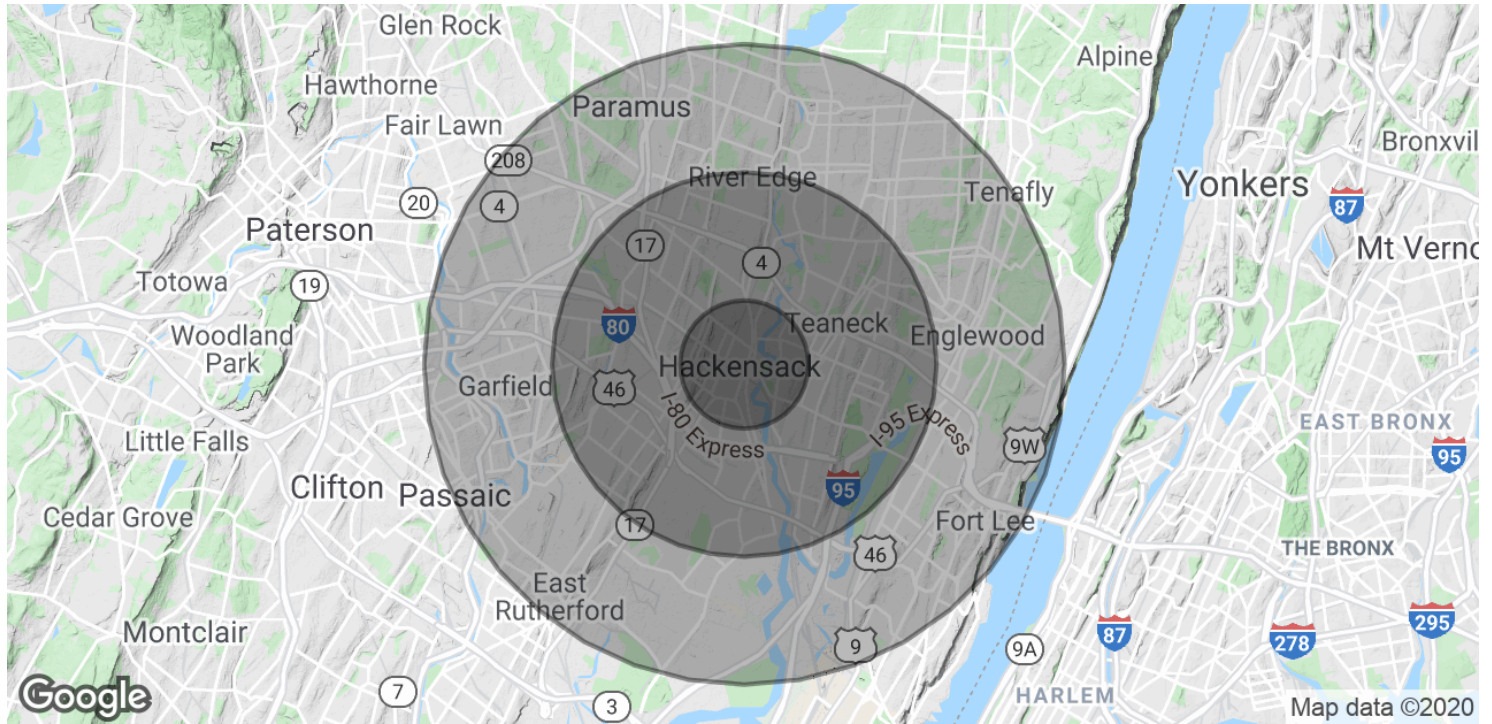 Glen Rock
Alpine
Hawthorne
Paramus
Fair Lawn
Bronxvil
208
River Edge
Yonkers
Tenafly
20
4
87
Paterson
17
Mt Verno
4
Totowa
19
80
Teaneck
Woodland
Park
Englewood
Hackensack
Garfield
46
I-80 Express
I-95 Express
EAST BRONX
Little Falls
9W
95
Clifton
Passaic
95
Cedar Grove
17
Fort Lee
46
THE BRONX
East
Rutherford
Montclair
87
278
295
9
9A
7
3
HARLEM
Google
Map data ©2020